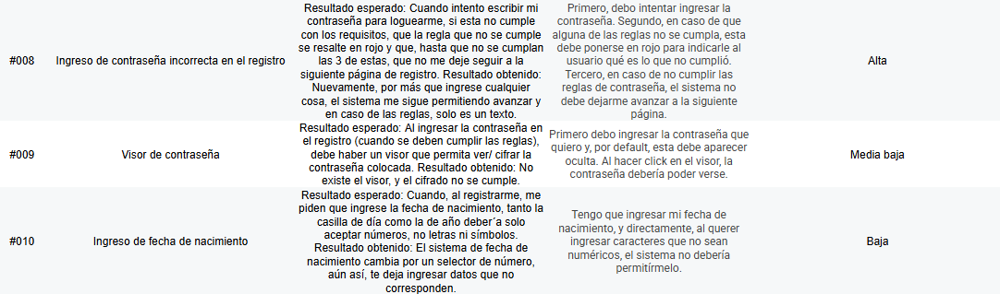 #008
Ingreso de contraseña incorrecta en el registro
Resultado esperado: Cuando intento escribir mi
contraseña para loguearme, si esta no cumple
con los requisitos, que la regla que no se cumple
se resalte en rojo y que, hasta que no se cumplan
las 3 de estas, que no me deje seguir a la
siguiente página de registro. Resultado obtenido:
Nuevamente, por más que ingrese cualquier
cosa, el sistema me sigue permitiendo avanzar y
en caso de las reglas, solo es un texto.
Primero, debo intentar ingresar la
contraseña. Segundo, en caso de que
alguna de las reglas no se cumpla, esta
debe ponerse en rojo para indicarle al
usuario qué es lo que no cumplió.
Tercero, en caso de no cumplir las
reglas de contraseña, el sistema no
debe dejarme avanzar a la siguiente
página.
Alta
#009
Visor de contraseña
Resultado esperado: Al ingresar la contraseña en
el registro (cuando se deben cumplir las reglas),
debe haber un visor que permita ver/ cifrar la
contraseña colocada. Resultado obtenido: No
existe el visor, y el cifrado no se cumple.
Primero debo ingresar la contraseña que
quiero y, por default, esta debe aparecer
oculta. Al hacer click en el visor, la
contraseña debería poder verse.
Media baja
#010
Ingreso de fecha de nacimiento
Resultado esperado: Cuando, al registrarme, me
piden que ingrese la fecha de nacimiento, tanto la
casilla de día como la de año deber´a solo
aceptar números, no letras ni símbolos.
Resultado obtenido: El sistema de fecha de
nacimiento cambia por un selector de número,
aún así, te deja ingresar datos que no
corresponden.
Tengo que ingresar mi fecha de
nacimiento, y directamente, al querer
ingresar caracteres que no sean
numéricos, el sistema no debería
permitírmelo.
Baja